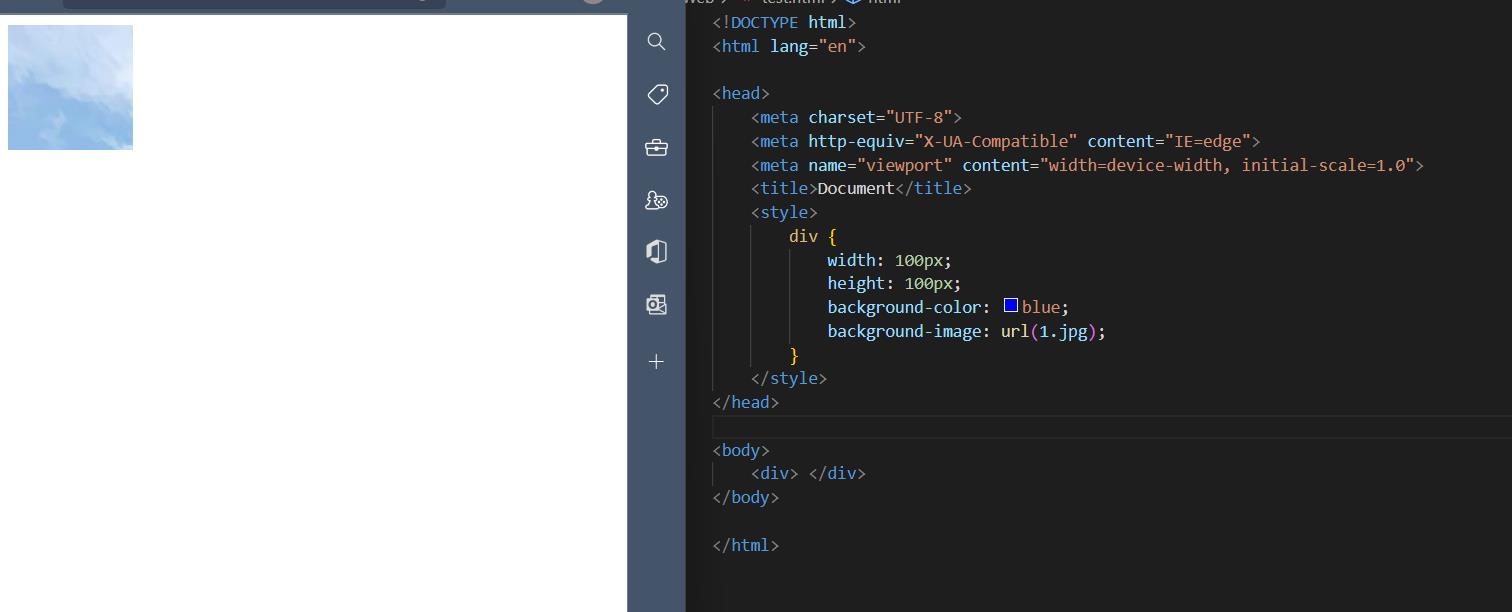 test.html
html
<!DOCTYPE html>
<html lang="en">
<head>
<meta charset="UTF-8">
<meta http-equiv="X-UA-Compatible" content="IE=edge">
<meta name="viewport" content="width=device-width, initial-scale=1.0">
<title>Document</title>
<style>
div {
width: 100px;
height: 100px;
background-color: blue;
background-image: url(1.jpg);
}
</style>
</head>
<body>
<div> </div>
</body>
</html>